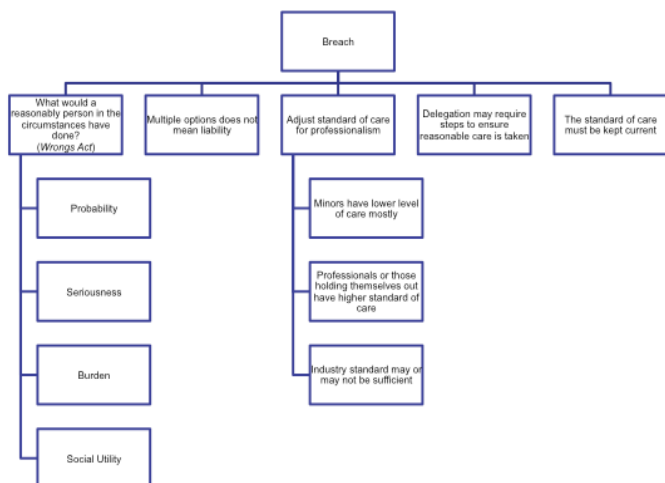 Breach
What would a
reasonably person in the
circumstances have
done?
(Wrongs Act)
Multiple options does not
mean liability
Adjust standard of care
for professionalism
Delegation may require
steps to ensure
reasonable care is taken
The standard of care
must be kept current
Probability
Minors have lower level
of care mostly
Seriousness
Professionals or those
holding themselves out
have higher standard of
care
Burden
Industry standard may or
may not be sufficient
Social Utility